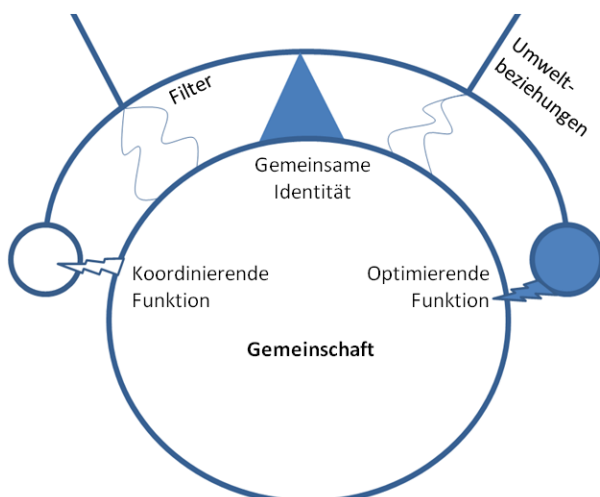 Filter
Umwelt-
beziehungen
Gemeinsame
Identität
Koordinierende
Funktion
Optimierende
Funktion
Gemeinschaft